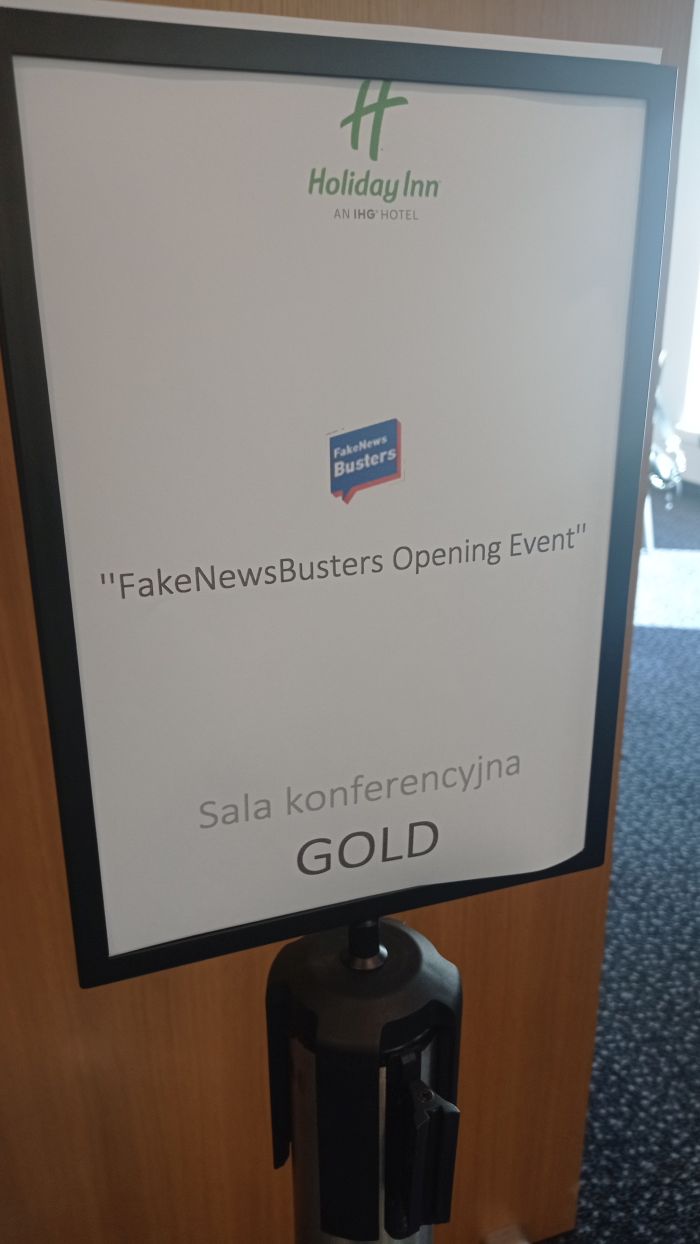 Holiday Inn
AN IHG® HOTEL
FakeNews
Busters
"FakeNewsBusters Opening Event"
Sala konferencyjna
GOLD